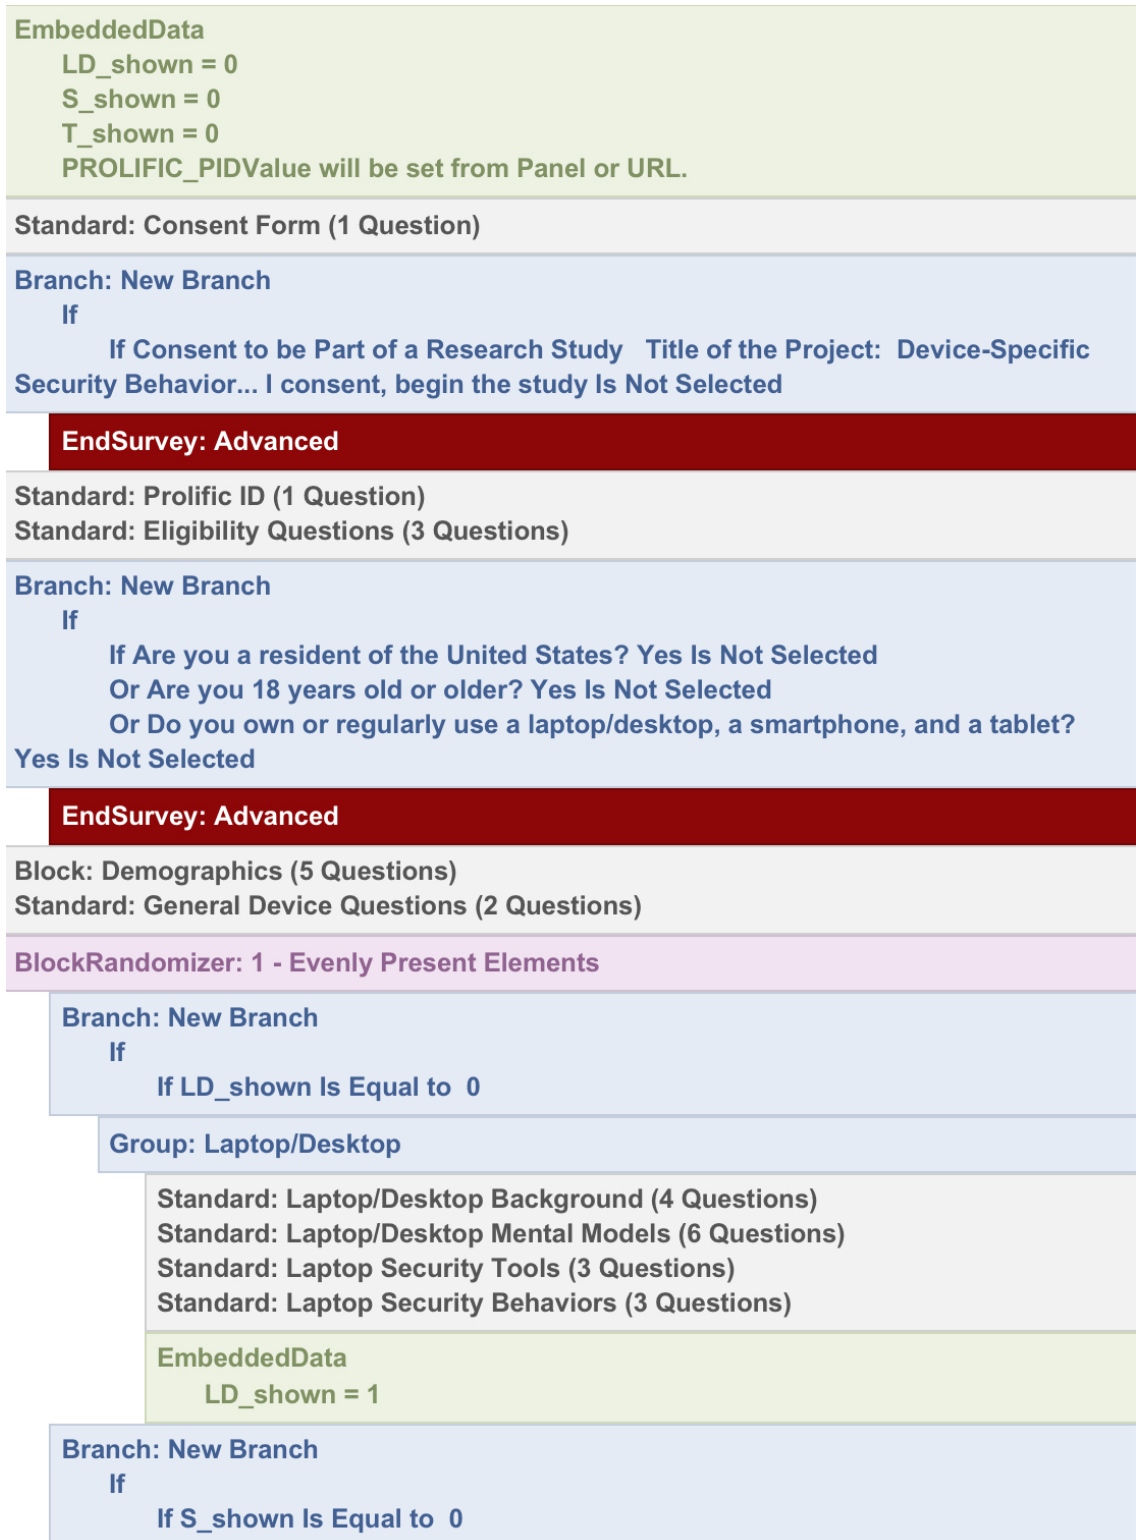 EmbeddedData
LD_shown = 0
S_shown = 0
T_shown = 0
PROLIFIC_PIDValue will be set from Panel or URL.
Standard: Consent Form (1 Question)
Branch: New Branch
If
If Consent to be Part of a Research Study   Title of the Project:  Device-Specific
Security Behavior... I consent, begin the study Is Not Selected
EndSurvey: Advanced
Standard: Prolific ID (1 Question)
Standard: Eligibility Questions (3 Questions)
Branch: New Branch
If
If Are you a resident of the United States? Yes Is Not Selected
Or Are you 18 years old or older? Yes Is Not Selected
Or Do you own or regularly use a laptop/desktop, a smartphone, and a tablet?
Yes Is Not Selected
EndSurvey: Advanced
Block: Demographics (5 Questions)
Standard: General Device Questions (2 Questions)
BlockRandomizer: 1 - Evenly Present Elements
Branch: New Branch
If
If LD_shown Is Equal to  0
Group: Laptop/Desktop
Standard: Laptop/Desktop Background (4 Questions)
Standard: Laptop/Desktop Mental Models (6 Questions)
Standard: Laptop Security Tools (3 Questions)
Standard: Laptop Security Behaviors (3 Questions)
EmbeddedData
LD_shown = 1
Branch: New Branch
If
If S_shown Is Equal to  0